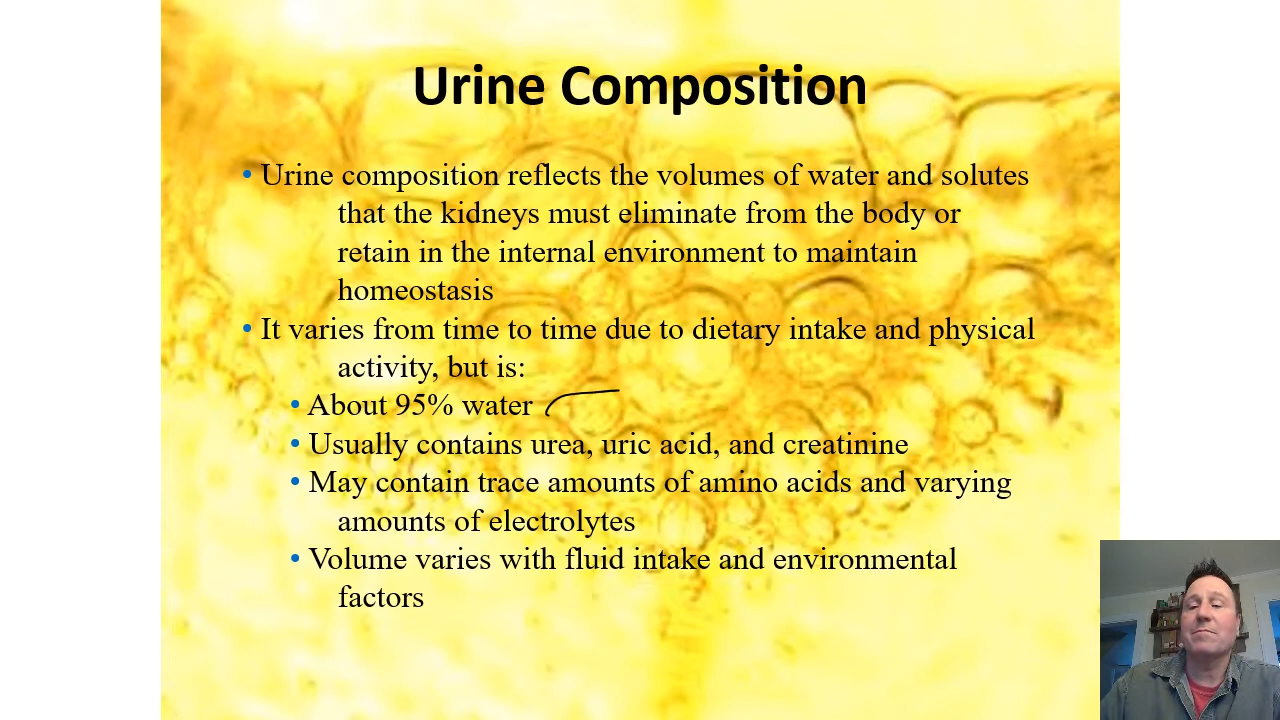 Urine Composition
• Urine composition reflects the volumes of water and solutes
that the kidneys must eliminate from the body or
retain in the internal environment to maintain
homeostasis
• It varies from time to time due to dietary intake and physical
activity, but is:
• About 95% water
• Usually contains urea, uric acid, and creatinine
• May contain trace amounts of amino acids and varying
amounts of electrolytes
• Volume varies with fluid intake and environmental
factors